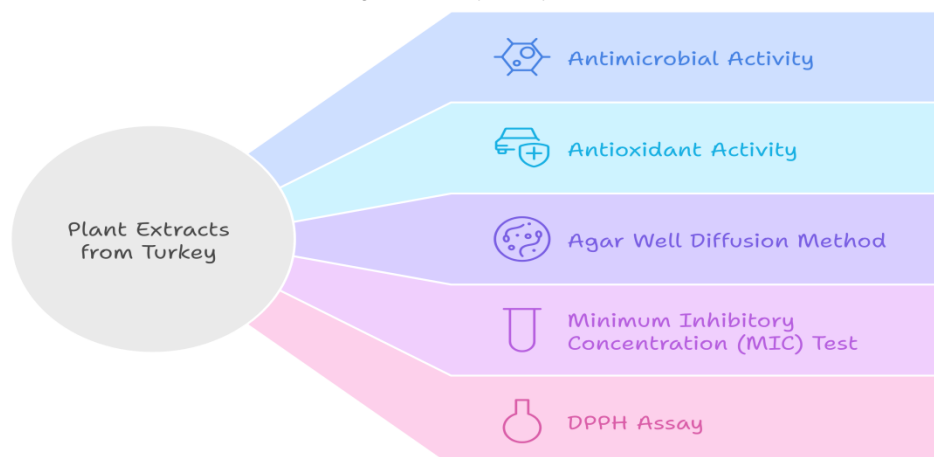 Plant Extracts
from Turkey
Antimicrobial Activity
Antioxidant Activity
Agar Well Diffusion Method
Minimum Inhibitory
Concentration (MIC) Test
DPPH Assay